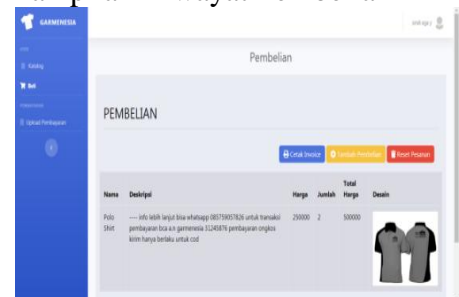 GARMENESIA
Katalog
Beli
Upload Pembayaran
Pembelian
PEMBELIAN
Cetak Invoice
Tambah Pembelian
Reset Pesanan
Nama Deskripsi Harga Jumlah Total Harga Desain
Polo Shirt
---- info lebih lanjut bisa whatsapp 085759057826 untuk transaksi
pembayaran bca a.n garmenesia 31245876 pembayaran ongkos
kirim hanya berlaku untuk cod
250000 2 500000